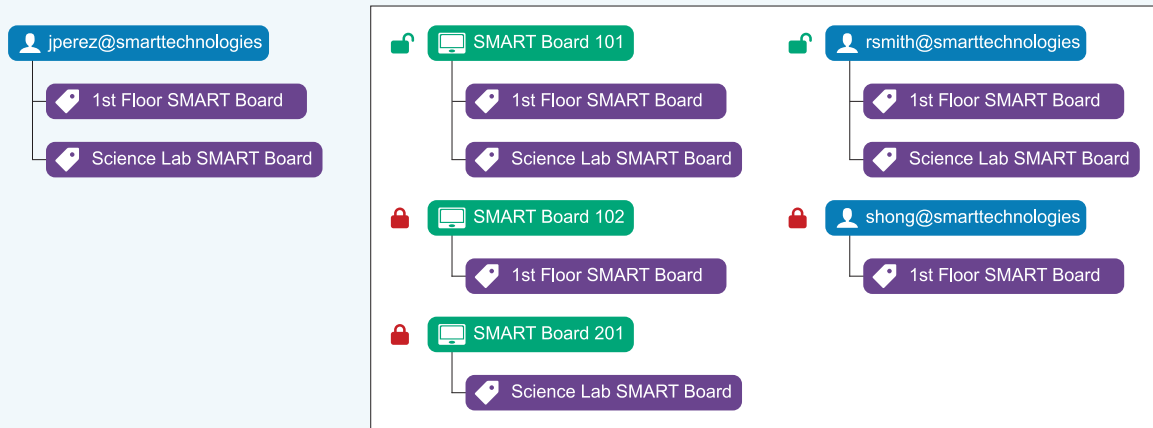 jperez@smarttechnologies
1st Floor SMART Board
Science Lab SMART Board
SMART Board 101
1st Floor SMART Board
Science Lab SMART Board
SMART Board 102
1st Floor SMART Board
SMART Board 201
Science Lab SMART Board
rsmith@smarttechnologies
1st Floor SMART Board
Science Lab SMART Board
shong@smarttechnologies
1st Floor SMART Board